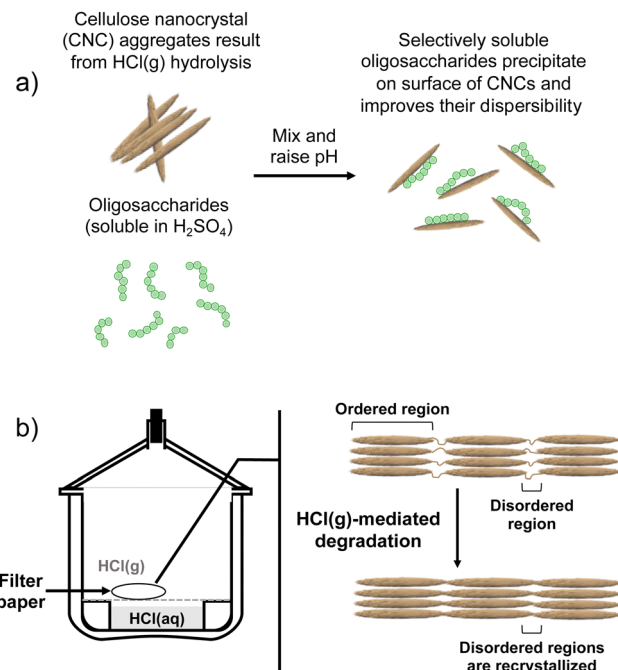 Cellulose nanocrystal
(CNC) aggregates result
from HCl(g) hydrolysis
a)
Selectively soluble
oligosaccharides precipitate
on surface of CNCs and
improves their dispersibility
Mix and
raise pH
Oligosaccharides
(soluble in H₂SO₄)
b)
HCl(g)
Filter
paper
HCl(aq)
Ordered region
Disordered
region
HCl(g)-mediated
degradation
Disordered regions
are recrystallized